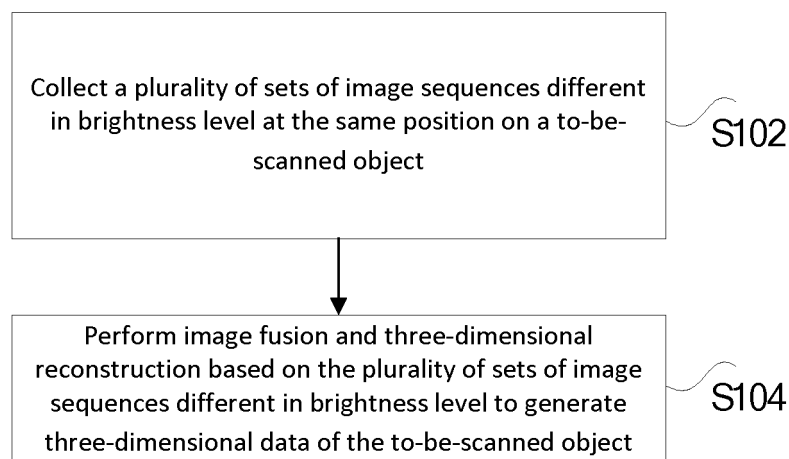 Collect a plurality of sets of image sequences different
in brightness level at the same position on a to-be-
scanned object
S102
Perform image fusion and three-dimensional
reconstruction based on the plurality of sets of image
sequences different in brightness level to generate
three-dimensional data of the to-be-scanned object
S104